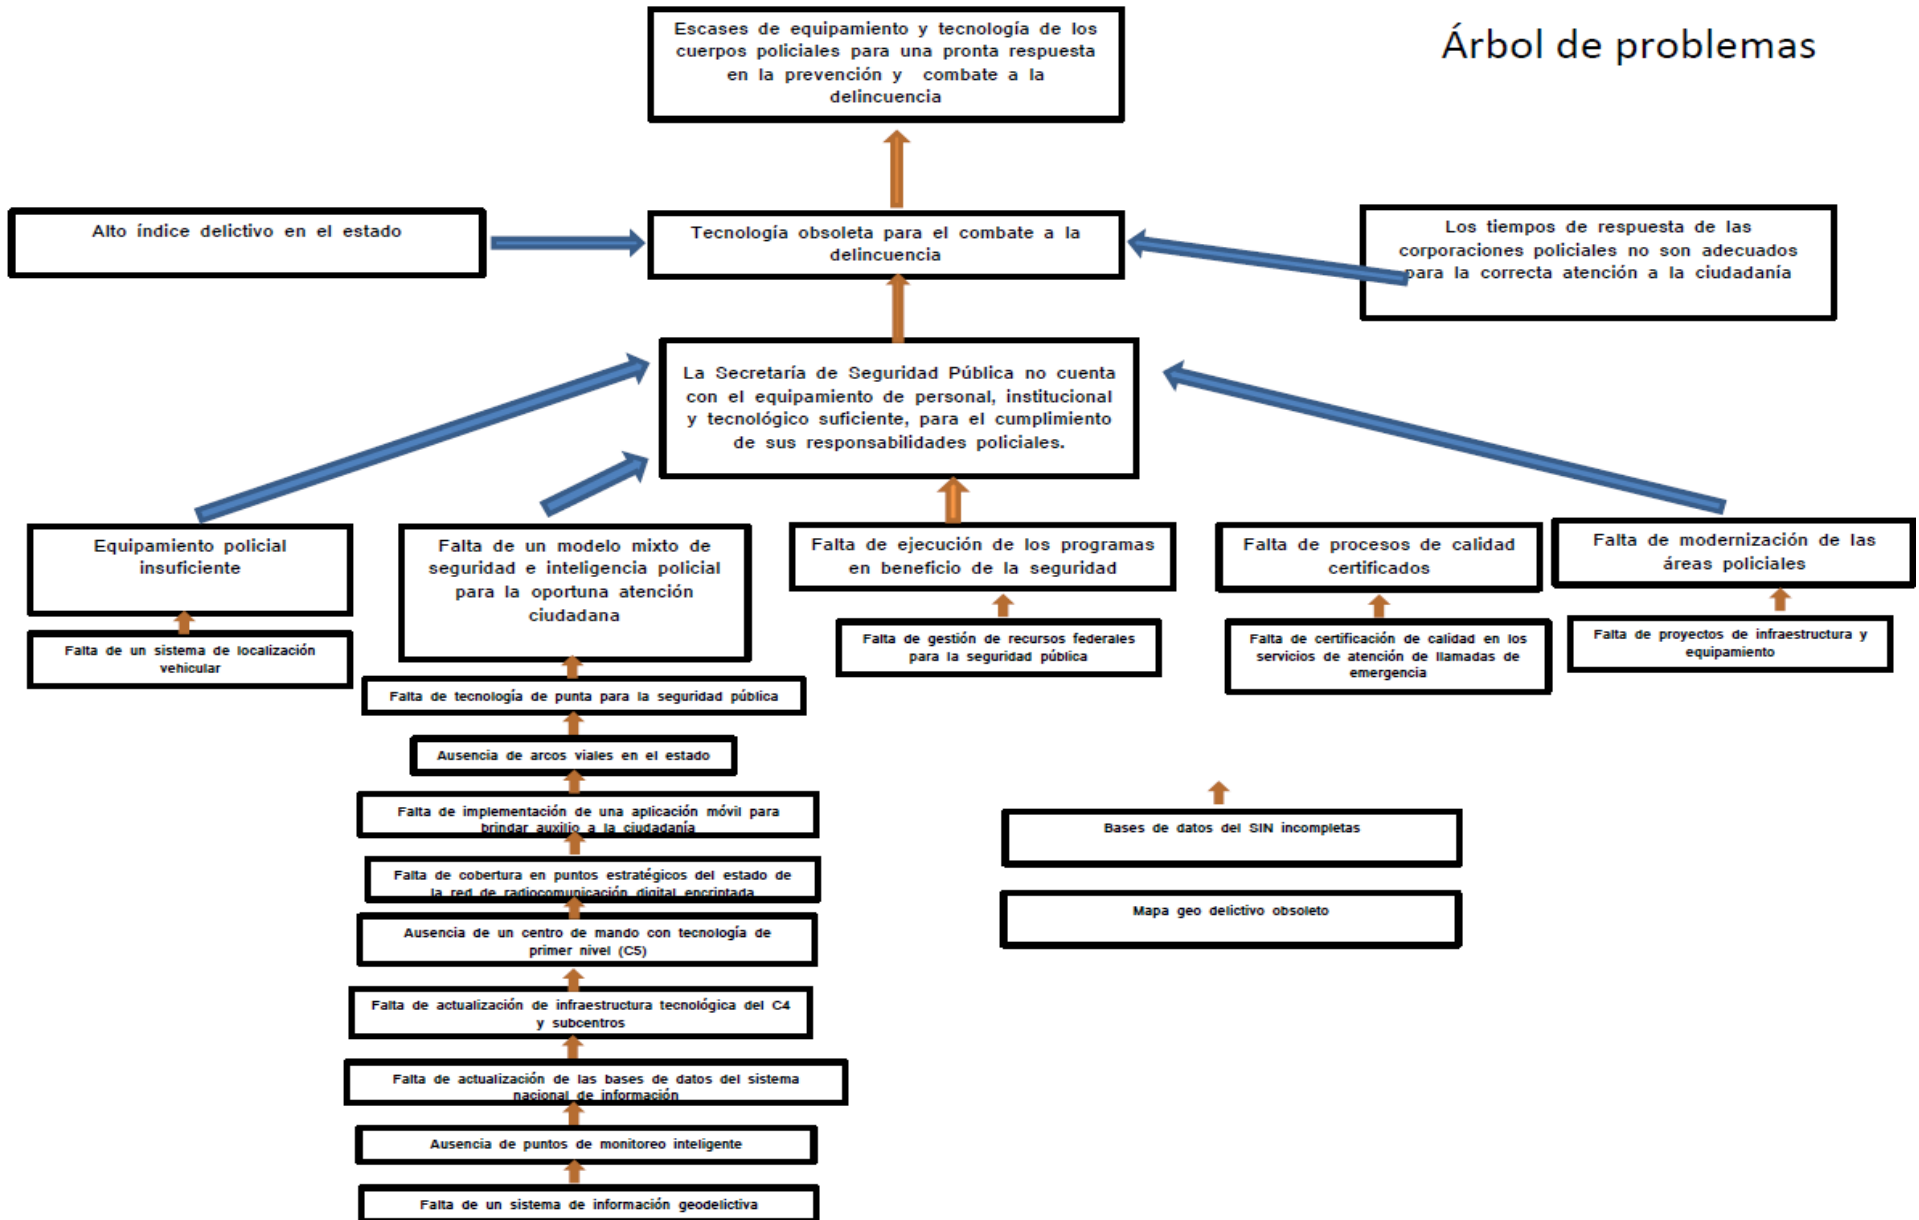 Árbol de problemas
Escases de equipamiento y tecnología de los
cuerpos policiales para una pronta respuesta
en la prevención y combate a la
delincuencia
Alto índice delictivo en el estado
Tecnología obsoleta para el combate a la
delincuencia
Los tiempos de respuesta de las
corporaciones policiales no son adecuados
para la correcta atención a la ciudadanía
La Secretaría de Seguridad Pública no cuenta
con el equipamiento de personal, institucional
y tecnológico suficiente, para el cumplimiento
de sus responsabilidades policiales.
Equipamiento policial
insuficiente
Falta de un modelo mixto de
seguridad e inteligencia policial
para la oportuna atención
ciudadana
Falta de ejecución de los programas
en beneficio de la seguridad
Falta de procesos de calidad
certificados
Falta de modernización de las
áreas policiales
Falta de un sistema de localización
vehicular
Falta de gestión de recursos federales
para la seguridad pública
Falta de certificación de calidad en los
servicios de atención de llamadas de
emergencia
Falta de proyectos de infraestructura y
equipamiento
Falta de tecnología de punta para la seguridad pública
Ausencia de arcos viales en el estado
Falta de implementación de una aplicación móvil para
brindar auxilio a la ciudadanía
Falta de cobertura en puntos estratégicos del estado de
la red de radiocomunicación digital encriptada
Ausencia de un centro de mando con tecnología de
primer nivel (C5)
Falta de actualización de infraestructura tecnológica del C4
y subcentros
Falta de actualización de las bases de datos del sistema
nacional de información
Ausencia de puntos de monitoreo inteligente
Falta de un sistema de información geodelictiva
Bases de datos del SIN incompletas
Mapa geo delictivo obsoleto